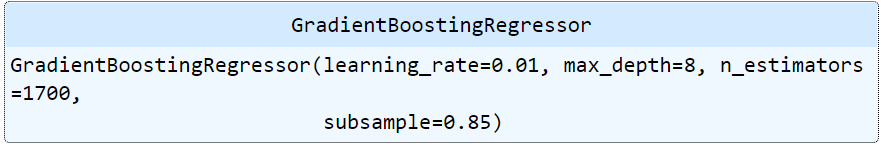 GradientBoostingRegressor
GradientBoostingRegressor(learning_rate=0.01, max_depth=8, n_estimators
=1700,
subsample=0.85)